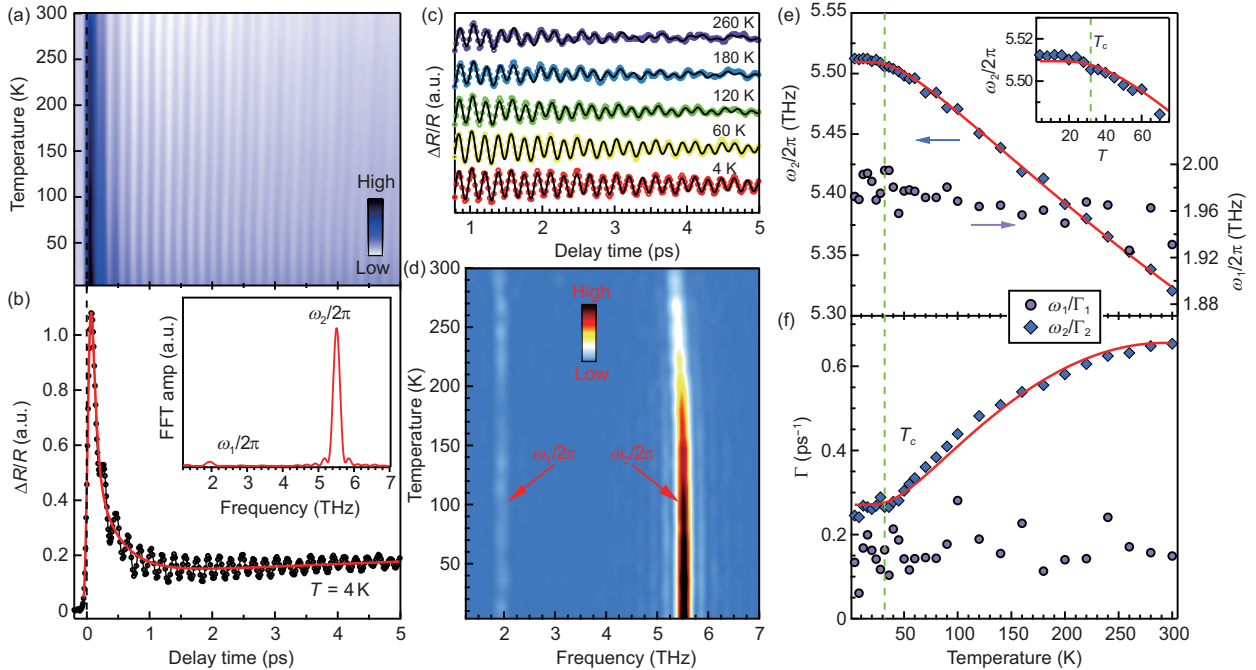 (a)
300
250
200
150
100
50
Temperature (K)
High
Low
(b)
1.0
0.8
0.6
0.4
0.2
0
ΔR/R (a.u.)
FFT amp (a.u.)
ω₁/2π
ω₂/2π
2 3 4 5 6 7
Frequency (THz)
T = 4 K
0 1 2 3 4 5
Delay time (ps)
(c)
ΔR/R (a.u.)
260 K
180 K
120 K
60 K
4 K
1 2 3 4 5
Delay time (ps)
(d)
300
250
200
150
100
50
Temperature (K)
High
Low
ω₁/2π
ω₂/2π
2 3 4 5 6 7
Frequency (THz)
(e)
5.55
5.50
5.45
5.40
5.35
5.30
ω₂/2π (THz)
T_c
5.52
5.50
ω₂/2π
20 40 60
T
2.00
1.96
1.92
1.88
ω₁/2π (THz)
ω₁/Γ₁
ω₂/Γ₂
(f)
0.6
0.4
0.2
0
Γ (ps⁻¹)
T_c
50 100 150 200 250 300
Temperature (K)